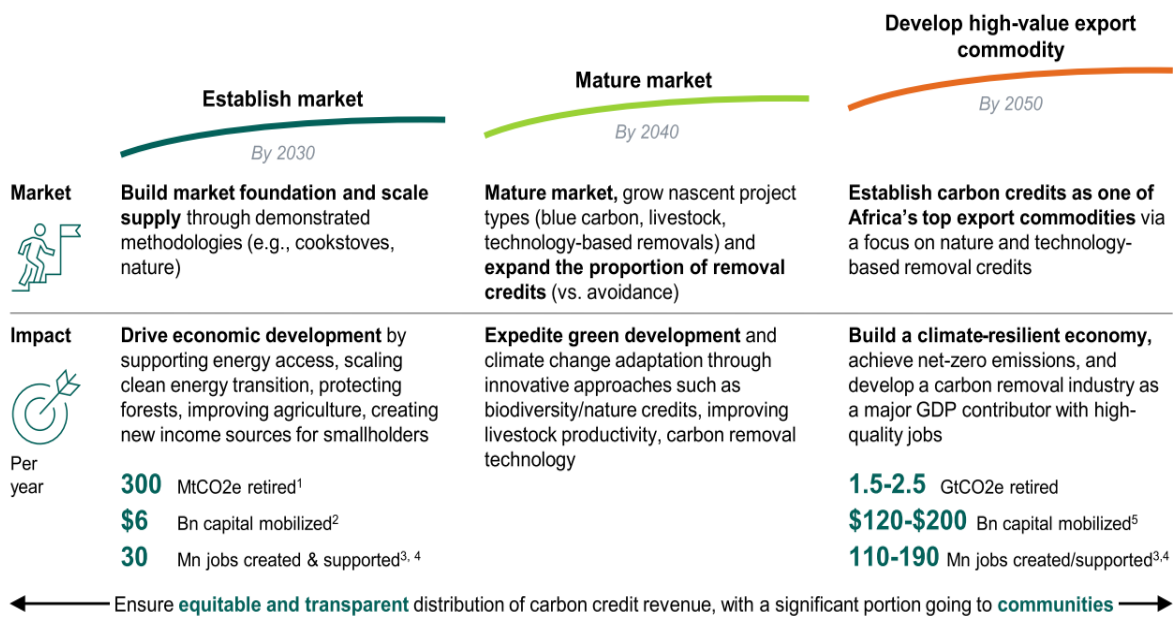 Establish market
By 2030
Mature market
By 2040
Develop high-value export
commodity
By 2050
Market
Build market foundation and scale
supply through demonstrated
methodologies (e.g., cookstoves,
nature)
Mature market, grow nascent project
types (blue carbon, livestock,
technology-based removals) and
expand the proportion of removal
credits (vs. avoidance)
Establish carbon credits as one of
Africa's top export commodities via
a focus on nature and technology-
based removal credits
Impact
Per
year
Drive economic development by
supporting energy access, scaling
clean energy transition, protecting
forests, improving agriculture, creating
new income sources for smallholders
300 MtCO2e retired¹
$6 Bn capital mobilized²
30 Mn jobs created & supported³, ⁴
Expedite green development and
climate change adaptation through
innovative approaches such as
biodiversity/nature credits, improving
livestock productivity, carbon removal
technology
Build a climate-resilient economy,
achieve net-zero emissions, and
develop a carbon removal industry as
a major GDP contributor with high-
quality jobs
1.5-2.5 GtCO2e retired
$120-$200 Bn capital mobilized⁵
110-190 Mn jobs created/supported³,⁴
Ensure equitable and transparent distribution of carbon credit revenue, with a significant portion going to communities